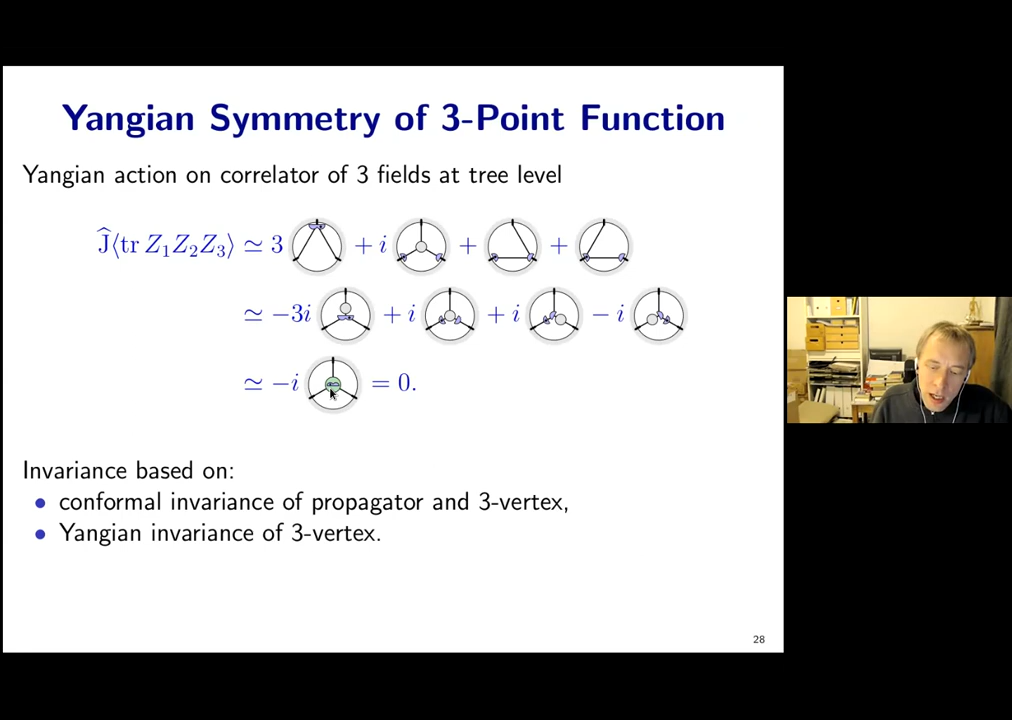 Yangian Symmetry of 3-Point Function
Yangian action on correlator of 3 fields at tree level
Ĵ⟨tr Z₁Z₂Z₃⟩ ≃ 3 + i + +
≃ −3i + i + i − i
≃ −i = 0.
Invariance based on:
• conformal invariance of propagator and 3-vertex,
• Yangian invariance of 3-vertex.
28